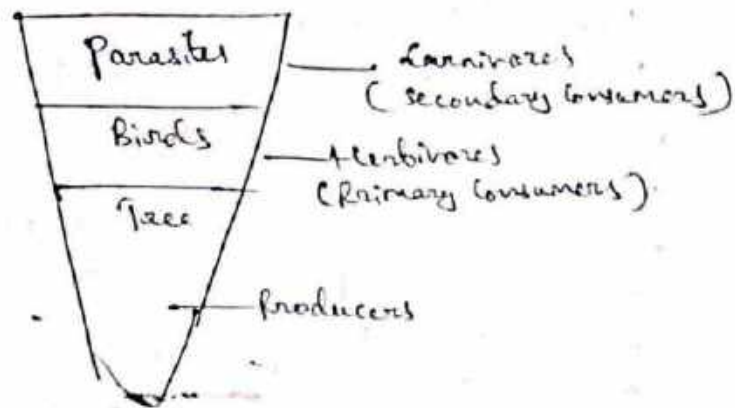 Parasites
Carnivores
(secondary consumers)
Birds
Herbivores
(Primary consumers)
Tree
Producers